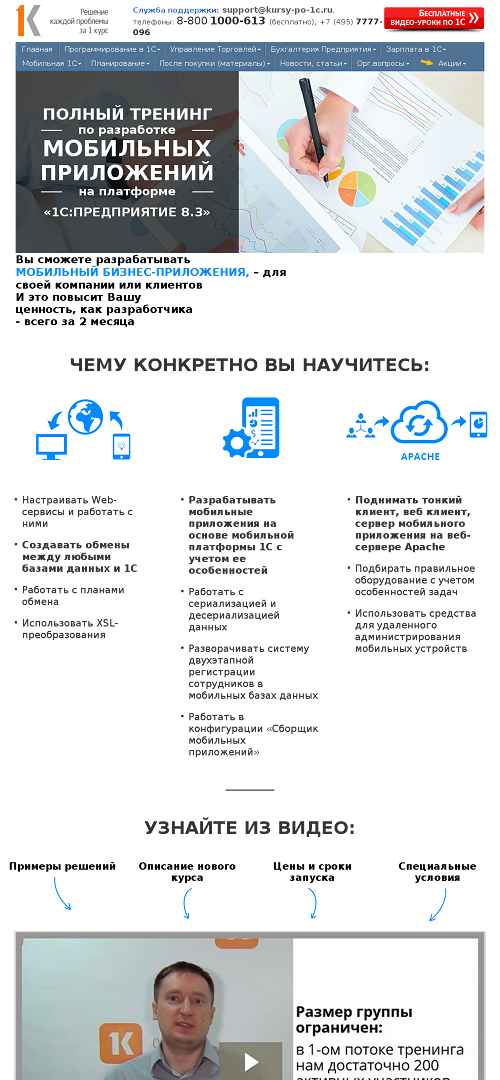 1К
Решение
каждой проблемы
за 1 курс
Служба поддержки: support@kursy-po-1c.ru.
телефоны: 8-800 1000-613 (бесплатно), +7 (495) 7777-
096
Бесплатные
видео-уроки по 1С
Главная
Программирование в 1С
Управление Торговлей
Бухгалтерия Предприятия
Зарплата в 1С
Мобильная 1С
Планирование
После покупки (материалы)
Новости, статьи
Орг.вопросы
Акции
ПОЛНЫЙ ТРЕНИНГ
по разработке
МОБИЛЬНЫХ
ПРИЛОЖЕНИЙ
на платформе
«1С:ПРЕДПРИЯТИЕ 8.3»
Вы сможете разрабатывать
МОБИЛЬНЫЙ БИЗНЕС-ПРИЛОЖЕНИЯ, – для
своей компании или клиентов
И это повысит Вашу
ценность, как разработчика
- всего за 2 месяца
ЧЕМУ КОНКРЕТНО ВЫ НАУЧИТЕСЬ:
APACHE
• Настраивать Web-
сервисы и работать с
ними
• Создавать обмены
между любыми
базами данных и 1С
• Работать с планами
обмена
• Использовать XSL-
преобразования
• Разрабатывать
мобильные
приложения на
основе мобильной
платформы 1С с
учетом ее
особенностей
• Работать с
сериализацией и
десериализацией
данных
• Разворачивать систему
двухэтапной
регистрации
сотрудников в
мобильных базах данных
• Работать в
конфигурации «Сборщик
мобильных
приложений»
• Поднимать тонкий
клиент, веб клиент,
сервер мобильного
приложения на веб-
сервере Apache
• Подбирать правильное
оборудование с учетом
особенностей задач
• Использовать средства
для удаленного
администрирования
мобильных устройств
УЗНАЙТЕ ИЗ ВИДЕО:
Примеры решений
Описание нового
курса
Цены и сроки
запуска
Специальные
условия
1К
Размер группы
ограничен:
в 1-ом потоке тренинга
нам достаточно 200
активных участников